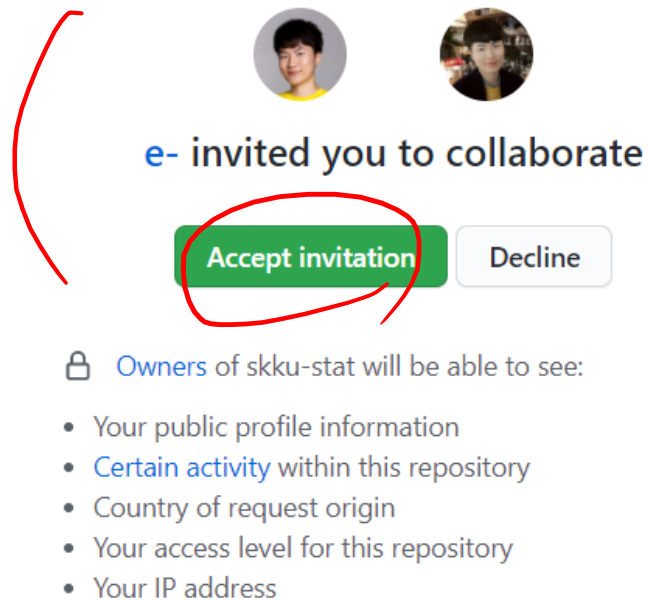 e- invited you to collaborate
Accept invitation Decline
Owners of skku-stat will be able to see:
• Your public profile information
• Certain activity within this repository
• Country of request origin
• Your access level for this repository
• Your IP address